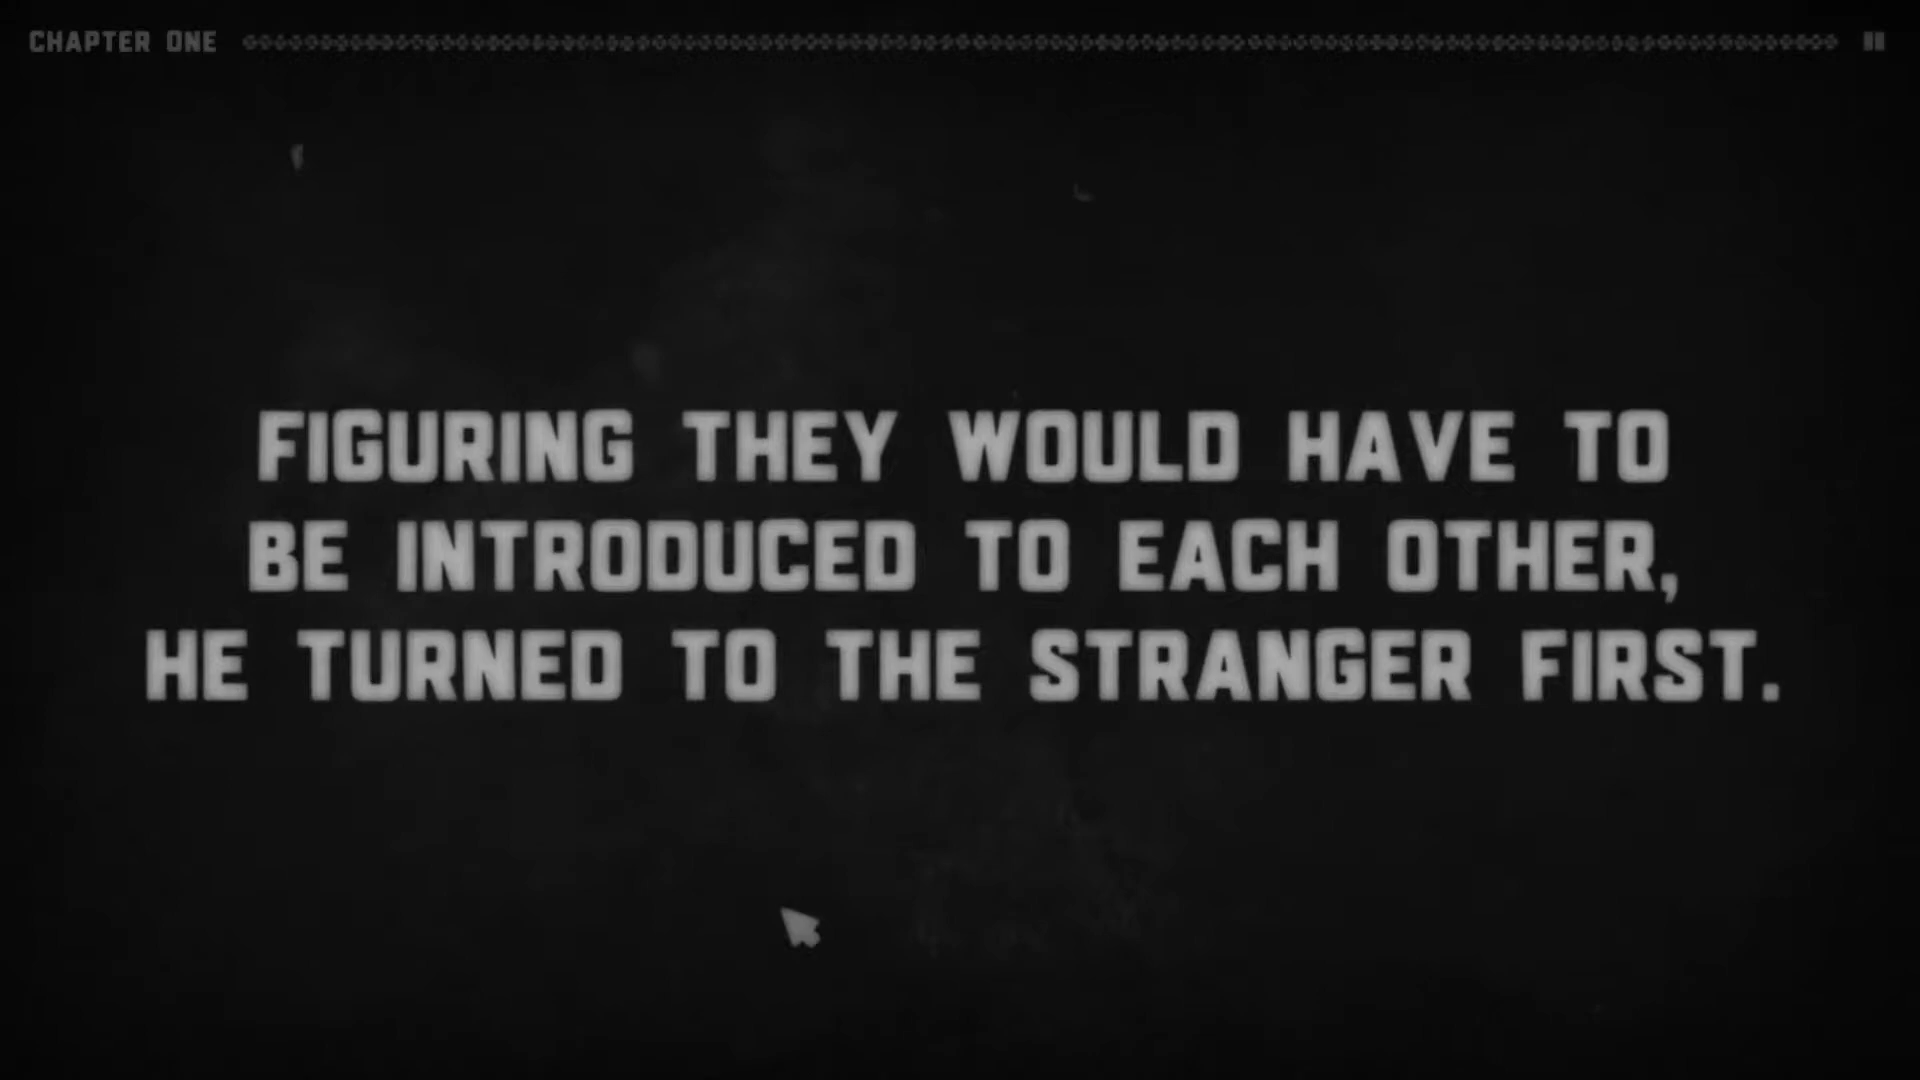 CHAPTER ONE
FIGURING THEY WOULD HAVE TO
BE INTRODUCED TO EACH OTHER,
HE TURNED TO THE STRANGER FIRST.